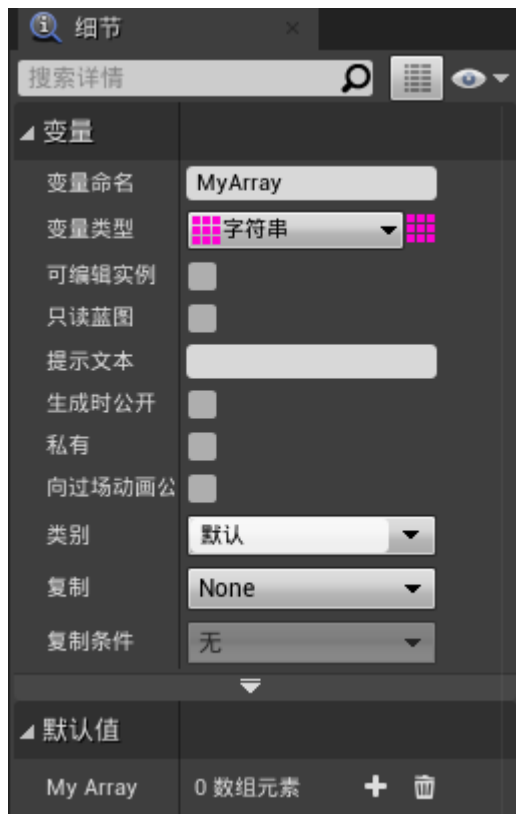 细节
搜索详情
变量
变量命名 MyArray
变量类型 字符串
可编辑实例
只读蓝图
提示文本
生成时公开
私有
向过场动画公
类别 默认
复制 None
复制条件 无
默认值
My Array 0 数组元素